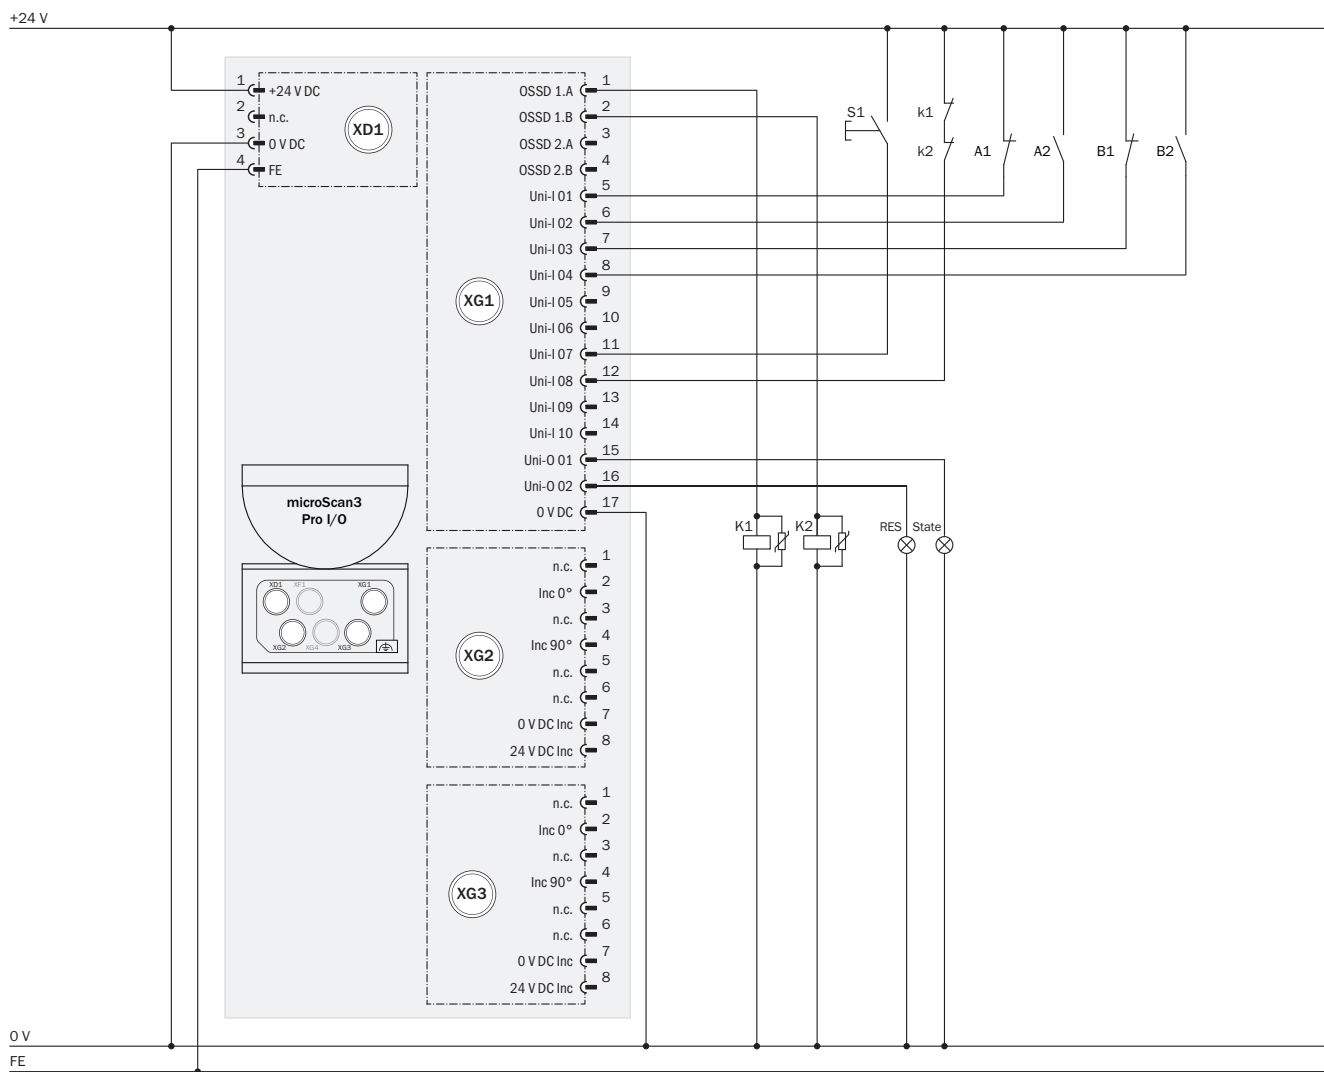 +24 V
1
+24 V DC
2
n.c.
3
0 V DC
4
FE
XD1
XG1
OSSD 1.A
1
OSSD 1.B
2
OSSD 2.A
3
OSSD 2.B
4
Uni-I 01
5
Uni-I 02
6
Uni-I 03
7
Uni-I 04
8
Uni-I 05
9
Uni-I 06
10
Uni-I 07
11
Uni-I 08
12
Uni-I 09
13
Uni-I 10
14
Uni-O 01
15
Uni-O 02
16
0 V DC
17
S1
k1
k2
A1
A2
B1
B2
K1
K2
RES
State
microScan3
Pro I/O
XD1
XF1
XG1
XG2
XG4
XG3
XG2
n.c.
1
Inc 0°
2
n.c.
3
Inc 90°
4
n.c.
5
n.c.
6
0 V DC Inc
7
24 V DC Inc
8
XG3
n.c.
1
Inc 0°
2
n.c.
3
Inc 90°
4
n.c.
5
n.c.
6
0 V DC Inc
7
24 V DC Inc
8
0 V
FE